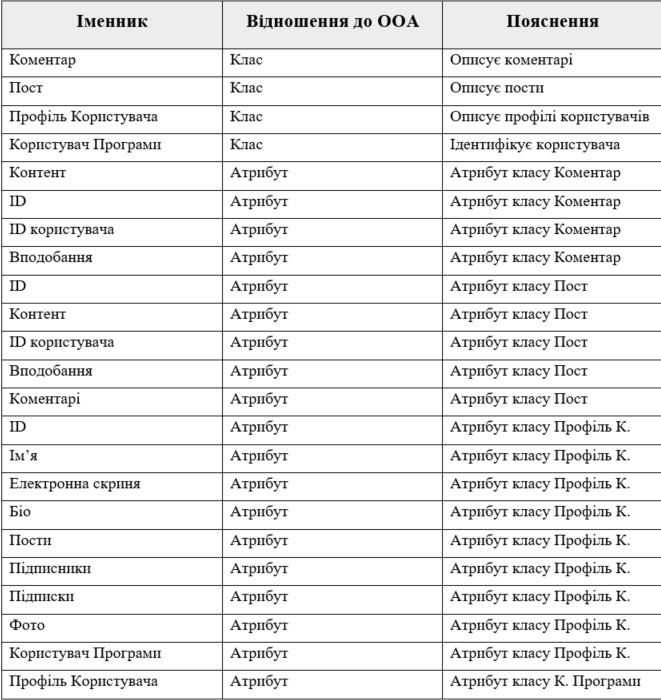 Іменник Відношення до ООА Пояснення
Коментар Клас Описує коментарі
Пост Клас Описує пости
Профіль Користувача Клас Описує профілі користувачів
Користувач Програми Клас Ідентифікує користувача
Контент Атрибут Атрибут класу Коментар
ID Атрибут Атрибут класу Коментар
ID користувача Атрибут Атрибут класу Коментар
Вподобання Атрибут Атрибут класу Коментар
ID Атрибут Атрибут класу Пост
Контент Атрибут Атрибут класу Пост
ID користувача Атрибут Атрибут класу Пост
Вподобання Атрибут Атрибут класу Пост
Коментарі Атрибут Атрибут класу Пост
ID Атрибут Атрибут класу Профіль К.
Ім’я Атрибут Атрибут класу Профіль К.
Електронна скриня Атрибут Атрибут класу Профіль К.
Біо Атрибут Атрибут класу Профіль К.
Пости Атрибут Атрибут класу Профіль К.
Підписники Атрибут Атрибут класу Профіль К.
Підписки Атрибут Атрибут класу Профіль К.
Фото Атрибут Атрибут класу Профіль К.
Користувач Програми Атрибут Атрибут класу Профіль К.
Профіль Користувача Атрибут Атрибут класу К. Програми